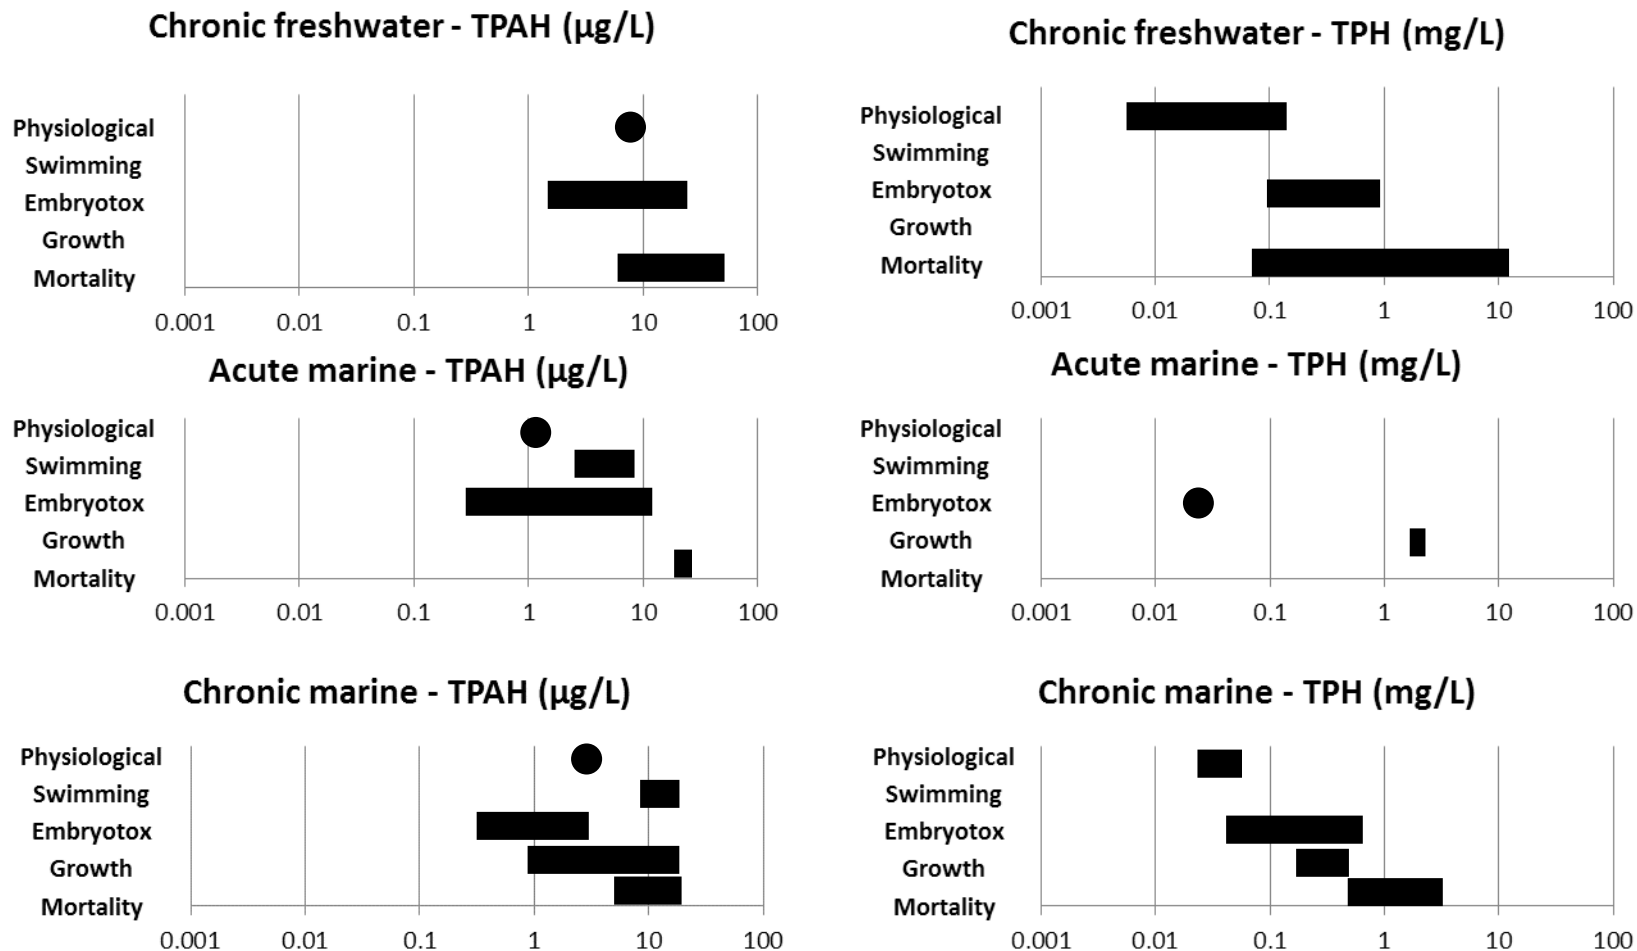 Chronic freshwater - TPAH (µg/L)
Physiological
Swimming
Embryotox
Growth
Mortality
0.001 0.01 0.1 1 10 100
Chronic freshwater - TPH (mg/L)
Physiological
Swimming
Embryotox
Growth
Mortality
0.001 0.01 0.1 1 10 100
Acute marine - TPAH (µg/L)
Physiological
Swimming
Embryotox
Growth
Mortality
0.001 0.01 0.1 1 10 100
Acute marine - TPH (mg/L)
Physiological
Swimming
Embryotox
Growth
Mortality
0.001 0.01 0.1 1 10 100
Chronic marine - TPAH (µg/L)
Physiological
Swimming
Embryotox
Growth
Mortality
0.001 0.01 0.1 1 10 100
Chronic marine - TPH (mg/L)
Physiological
Swimming
Embryotox
Growth
Mortality
0.001 0.01 0.1 1 10 100